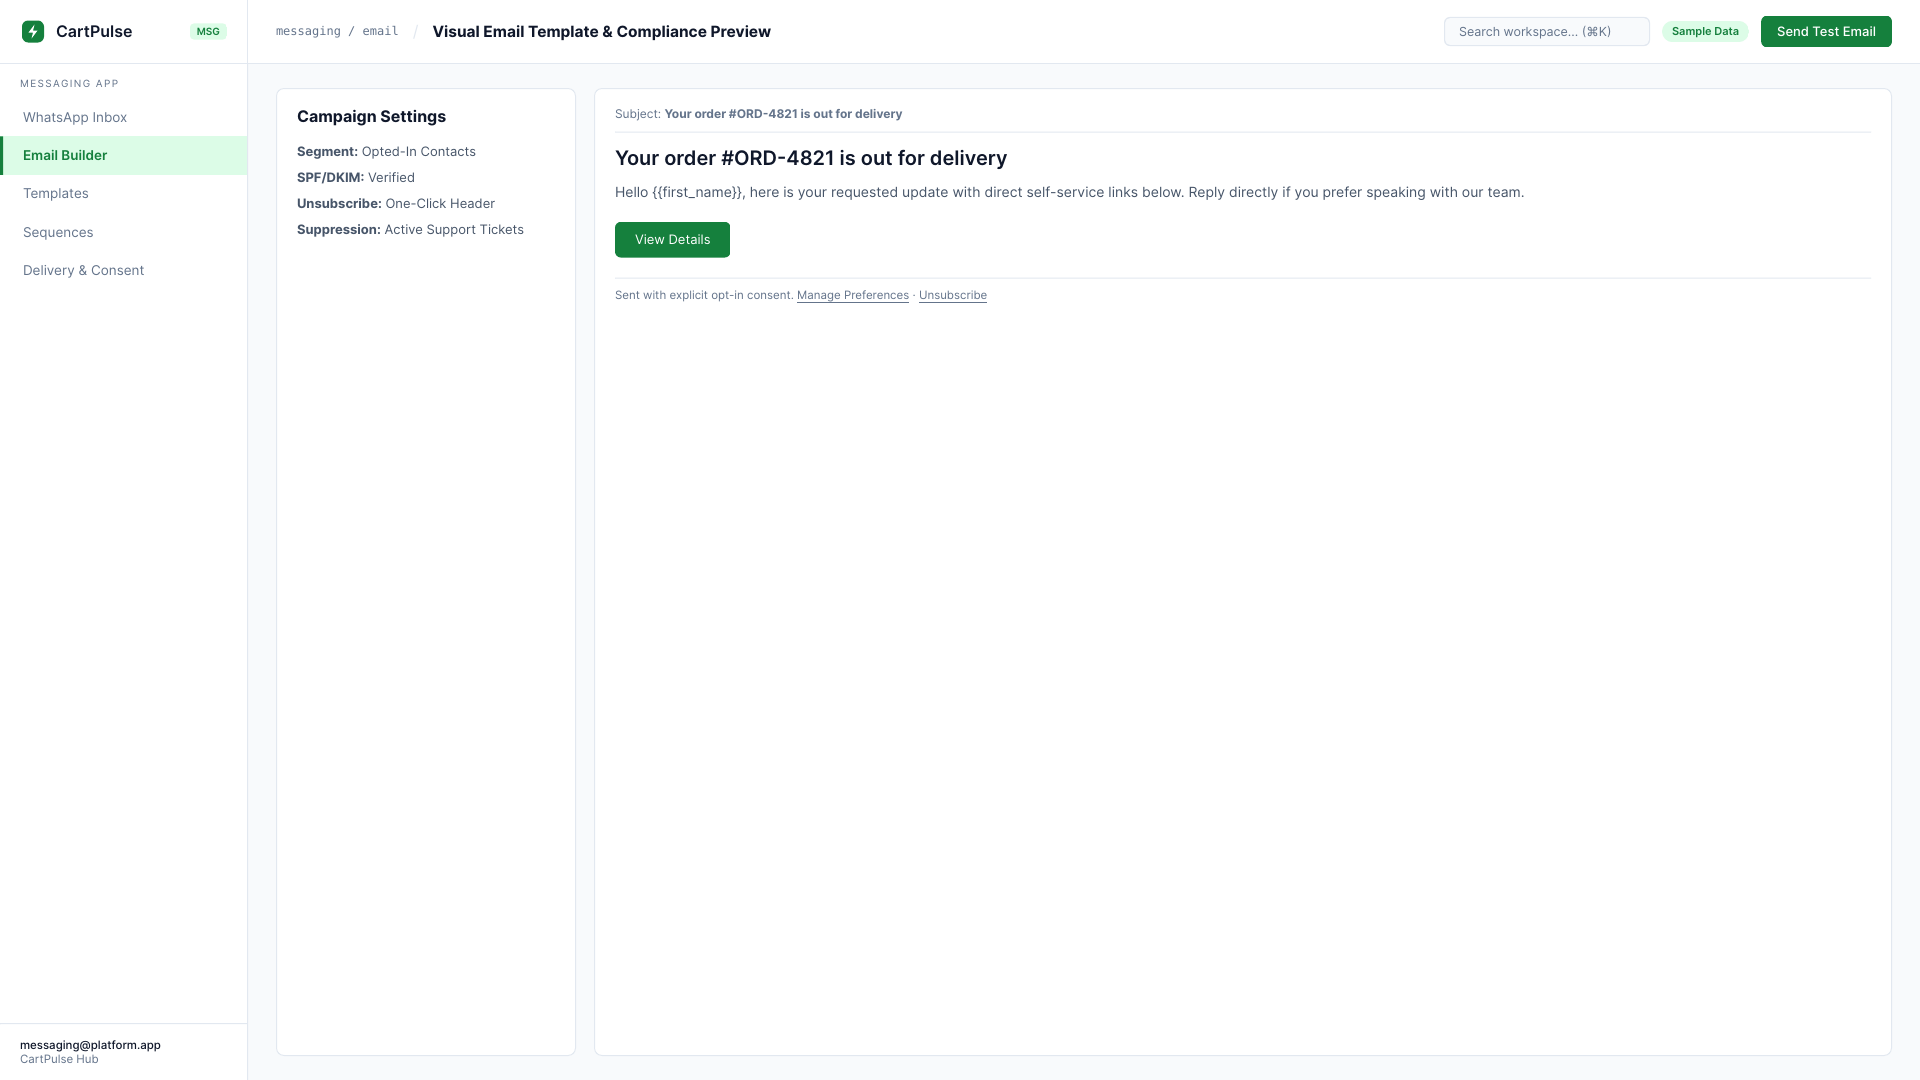 CartPulse
MSG
MESSAGING APP
WhatsApp Inbox
Email Builder
Templates
Sequences
Delivery & Consent
messaging@platform.app
CartPulse Hub
messaging / email / Visual Email Template & Compliance Preview
Search workspace... (⌘K)
Sample Data
Send Test Email
Campaign Settings
Segment: Opted-In Contacts
SPF/DKIM: Verified
Unsubscribe: One-Click Header
Suppression: Active Support Tickets
Subject: Your order #ORD-4821 is out for delivery
Your order #ORD-4821 is out for delivery
Hello {{first_name}}, here is your requested update with direct self-service links below. Reply directly if you prefer speaking with our team.
View Details
Sent with explicit opt-in consent. Manage Preferences · Unsubscribe